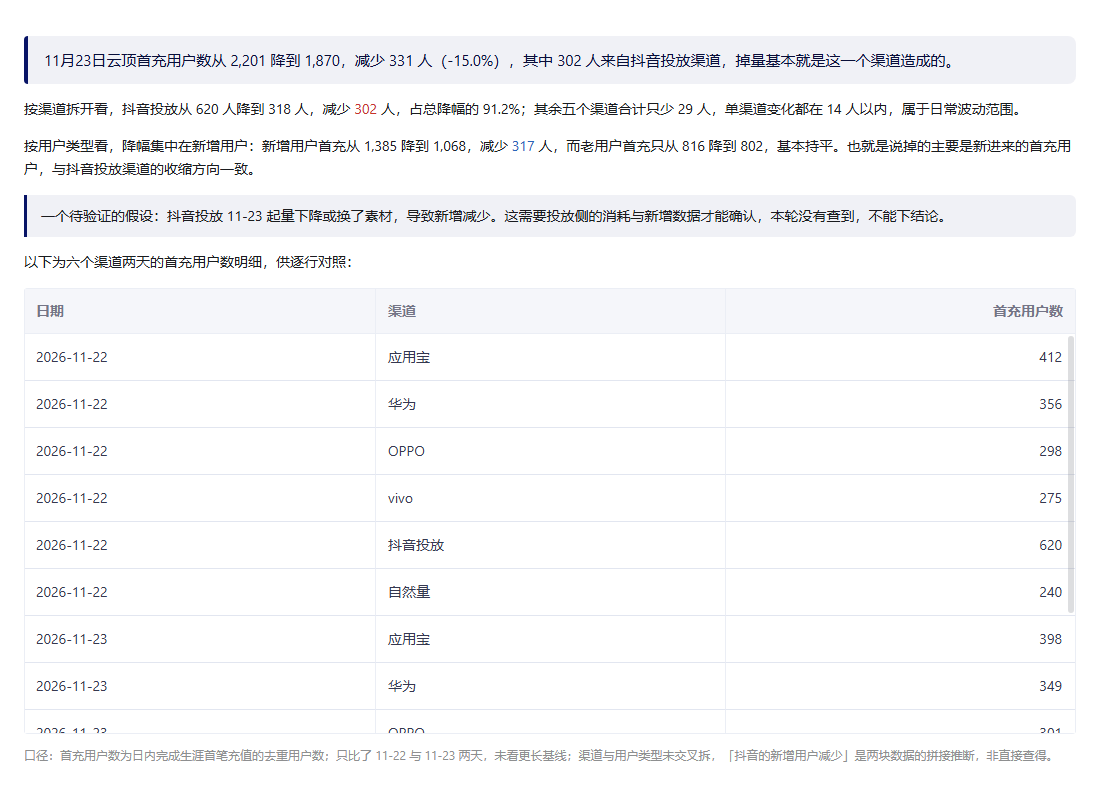 11月23日云顶首充用户数从 2,201 降到 1,870，减少 331 人（-15.0%），其中 302 人来自抖音投放渠道，掉量基本就是这一个渠道造成的。
按渠道拆开看，抖音投放从 620 人降到 318 人，减少 302 人，占总降幅的 91.2%；其余五个渠道合计只少 29 人，单渠道变化都在 14 人以内，属于日常波动范围。
按用户类型看，降幅集中在新增用户：新增用户首充从 1,385 降到 1,068，减少 317 人，而老用户首充只从 816 降到 802，基本持平。也就是说掉的主要是新进来的首充用
户，与抖音投放渠道的收缩方向一致。
一个待验证的假设：抖音投放 11-23 起量下降或换了素材，导致新增减少。这需要投放侧的消耗与新增数据才能确认，本轮没有查到，不能下结论。
以下为六个渠道两天的首充用户数明细，供逐行对照：
日期 渠道 首充用户数
2026-11-22 应用宝 412
2026-11-22 华为 356
2026-11-22 OPPO 298
2026-11-22 vivo 275
2026-11-22 抖音投放 620
2026-11-22 自然量 240
2026-11-23 应用宝 398
2026-11-23 华为 349
2026-11-23 OPPO 301
口径：首充用户数为日内完成生涯首笔充值的去重用户数；只比了 11-22 与 11-23 两天，未看更长基线；渠道与用户类型未交叉拆，「抖音的新增用户减少」是两块数据的拼接推断，非直接查得。